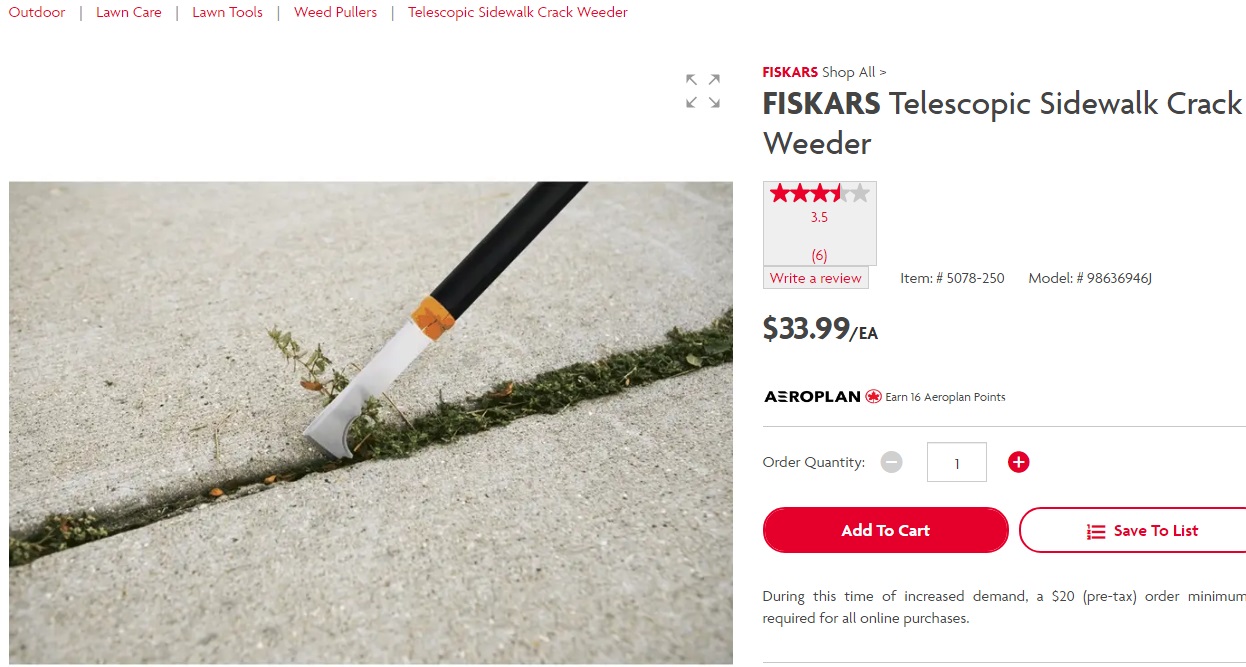 Outdoor | Lawn Care | Lawn Tools | Weed Pullers | Telescopic Sidewalk Crack Weeder
FISKARS Shop All >
FISKARS Telescopic Sidewalk Crack
Weeder
3.5
(6)
Write a review
Item: # 5078-250
Model: # 98636946J
$33.99/EA
AEROPLAN Earn 16 Aeroplan Points
Order Quantity: − 1 +
Add To Cart
Save To List
During this time of increased demand, a $20 (pre-tax) order minimum
required for all online purchases.